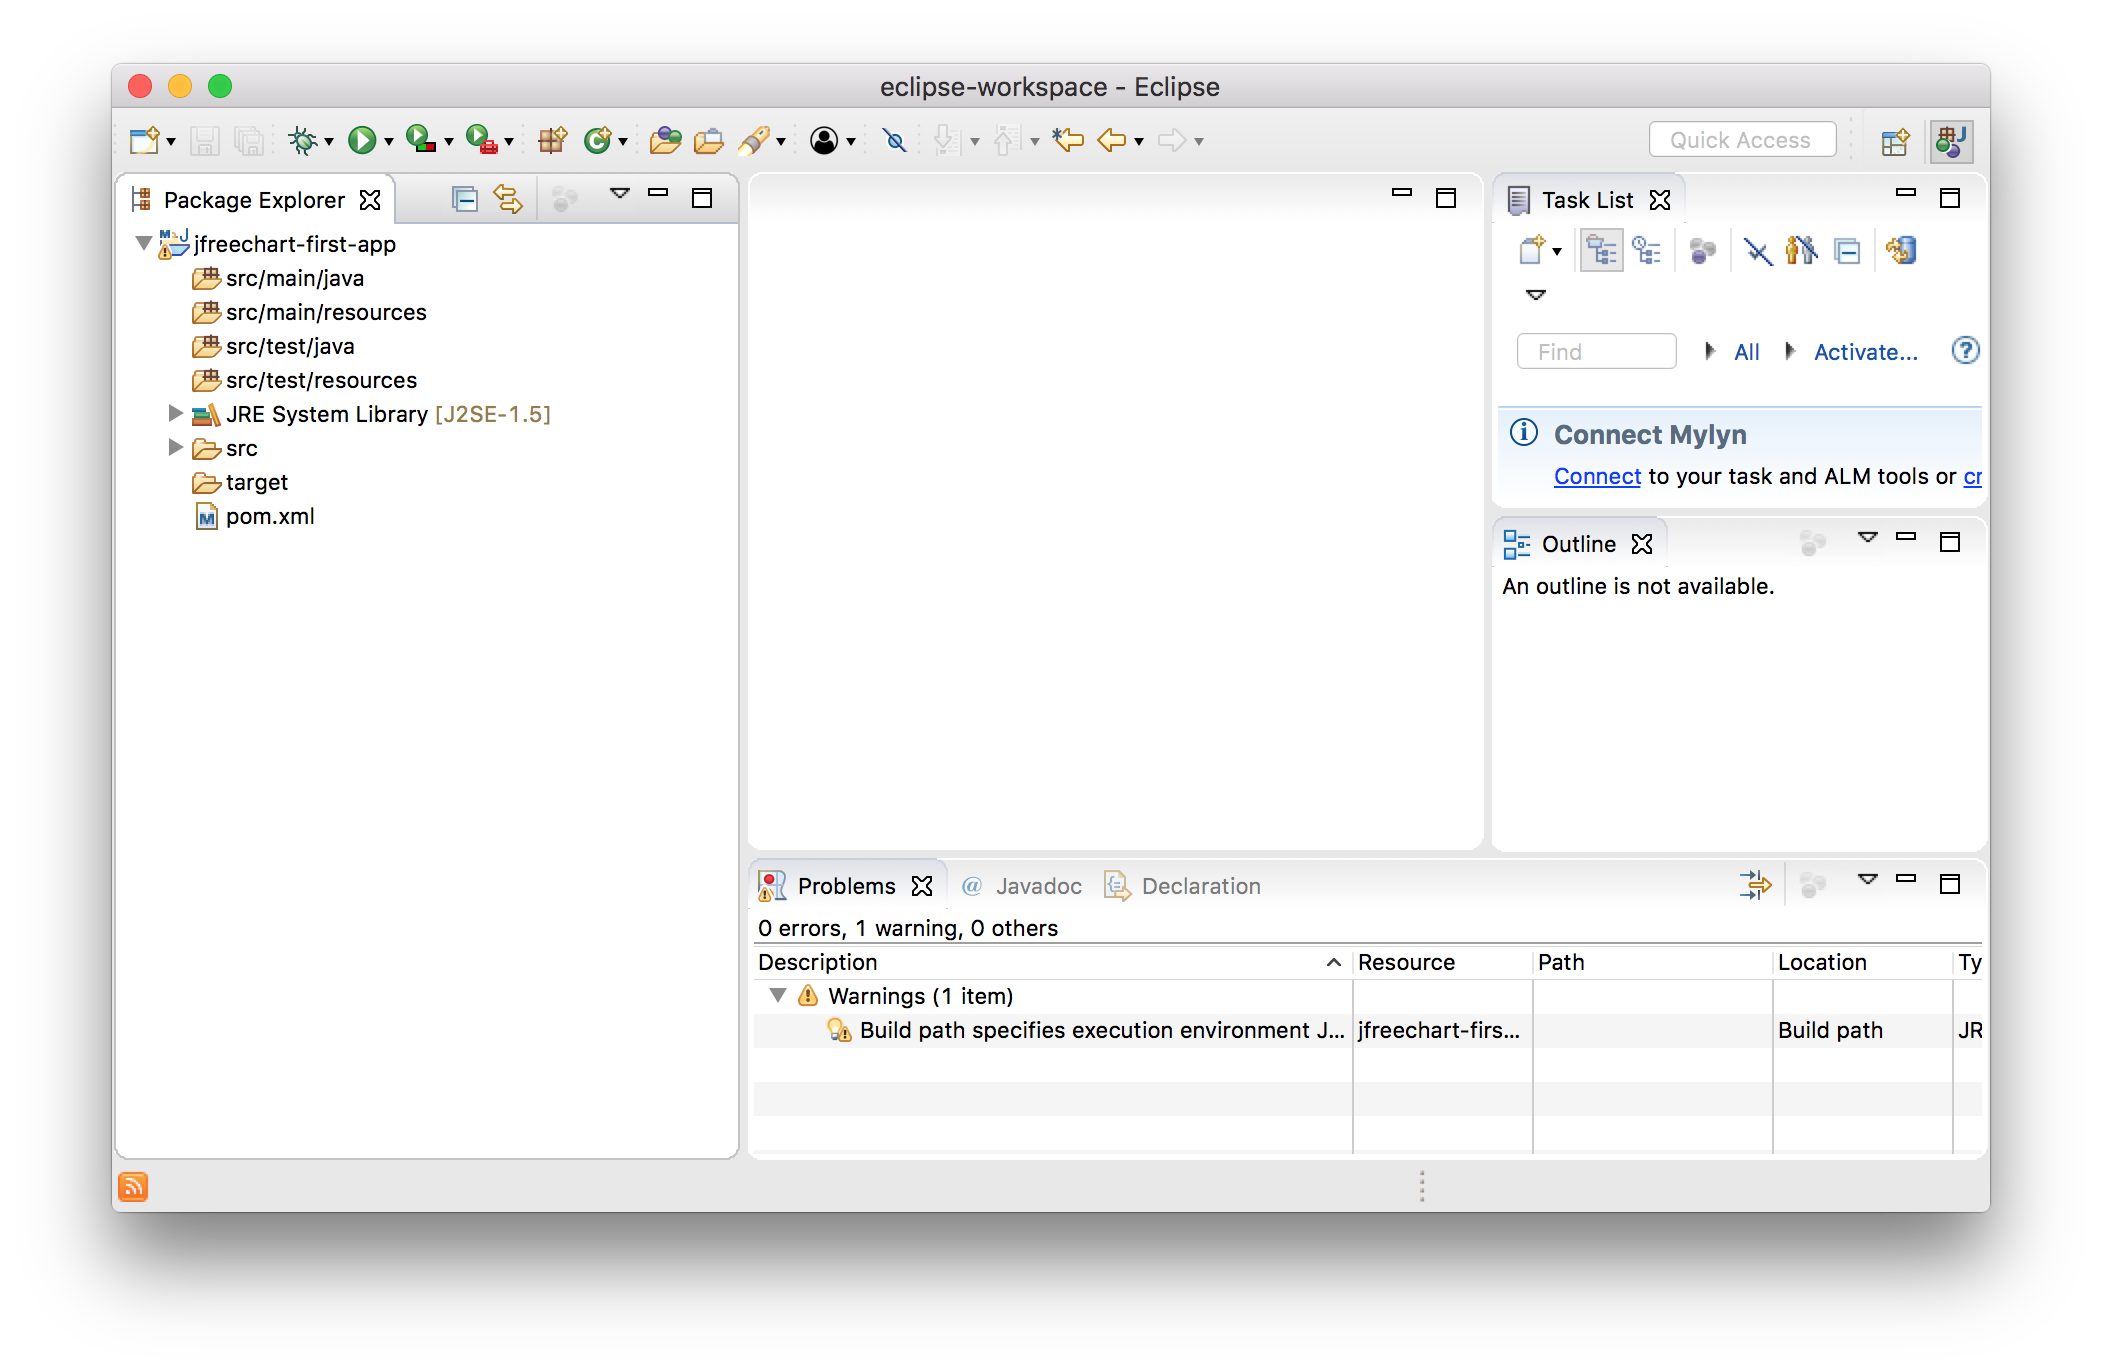 eclipse-workspace - Eclipse
Quick Access
Package Explorer
jfreechart-first-app
src/main/java
src/main/resources
src/test/java
src/test/resources
JRE System Library [J2SE-1.5]
src
target
pom.xml
Task List
Find
All
Activate...
Connect Mylyn
Connect to your task and ALM tools or cr
Outline
An outline is not available.
Problems
@ Javadoc
Declaration
0 errors, 1 warning, 0 others
Description Resource Path Location Ty
Warnings (1 item)
Build path specifies execution environment J... jfreechart-firs... Build path JR